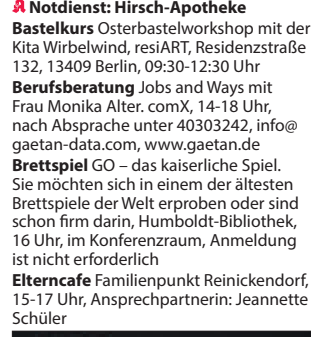 Notdienst: Hirsch-Apotheke
Bastelkurs Osterbastelworkshop mit der
Kita Wirbelwind, resiART, Residenzstraße
132, 13409 Berlin, 09:30-12:30 Uhr
Berufsberatung Jobs and Ways mit
Frau Monika Alter. comX, 14-18 Uhr,
nach Absprache unter 40303242, info@
gaetan-data.com, www.gaetan.de
Brettspiel GO – das kaiserliche Spiel.
Sie möchten sich in einem der ältesten
Brettspiele der Welt erproben oder sind
schon firm darin, Humboldt-Bibliothek,
16 Uhr, im Konferenzraum, Anmeldung
ist nicht erforderlich
Elterncafe Familienpunkt Reinickendorf,
15-17 Uhr, Ansprechpartnerin: Jeannette
Schüler